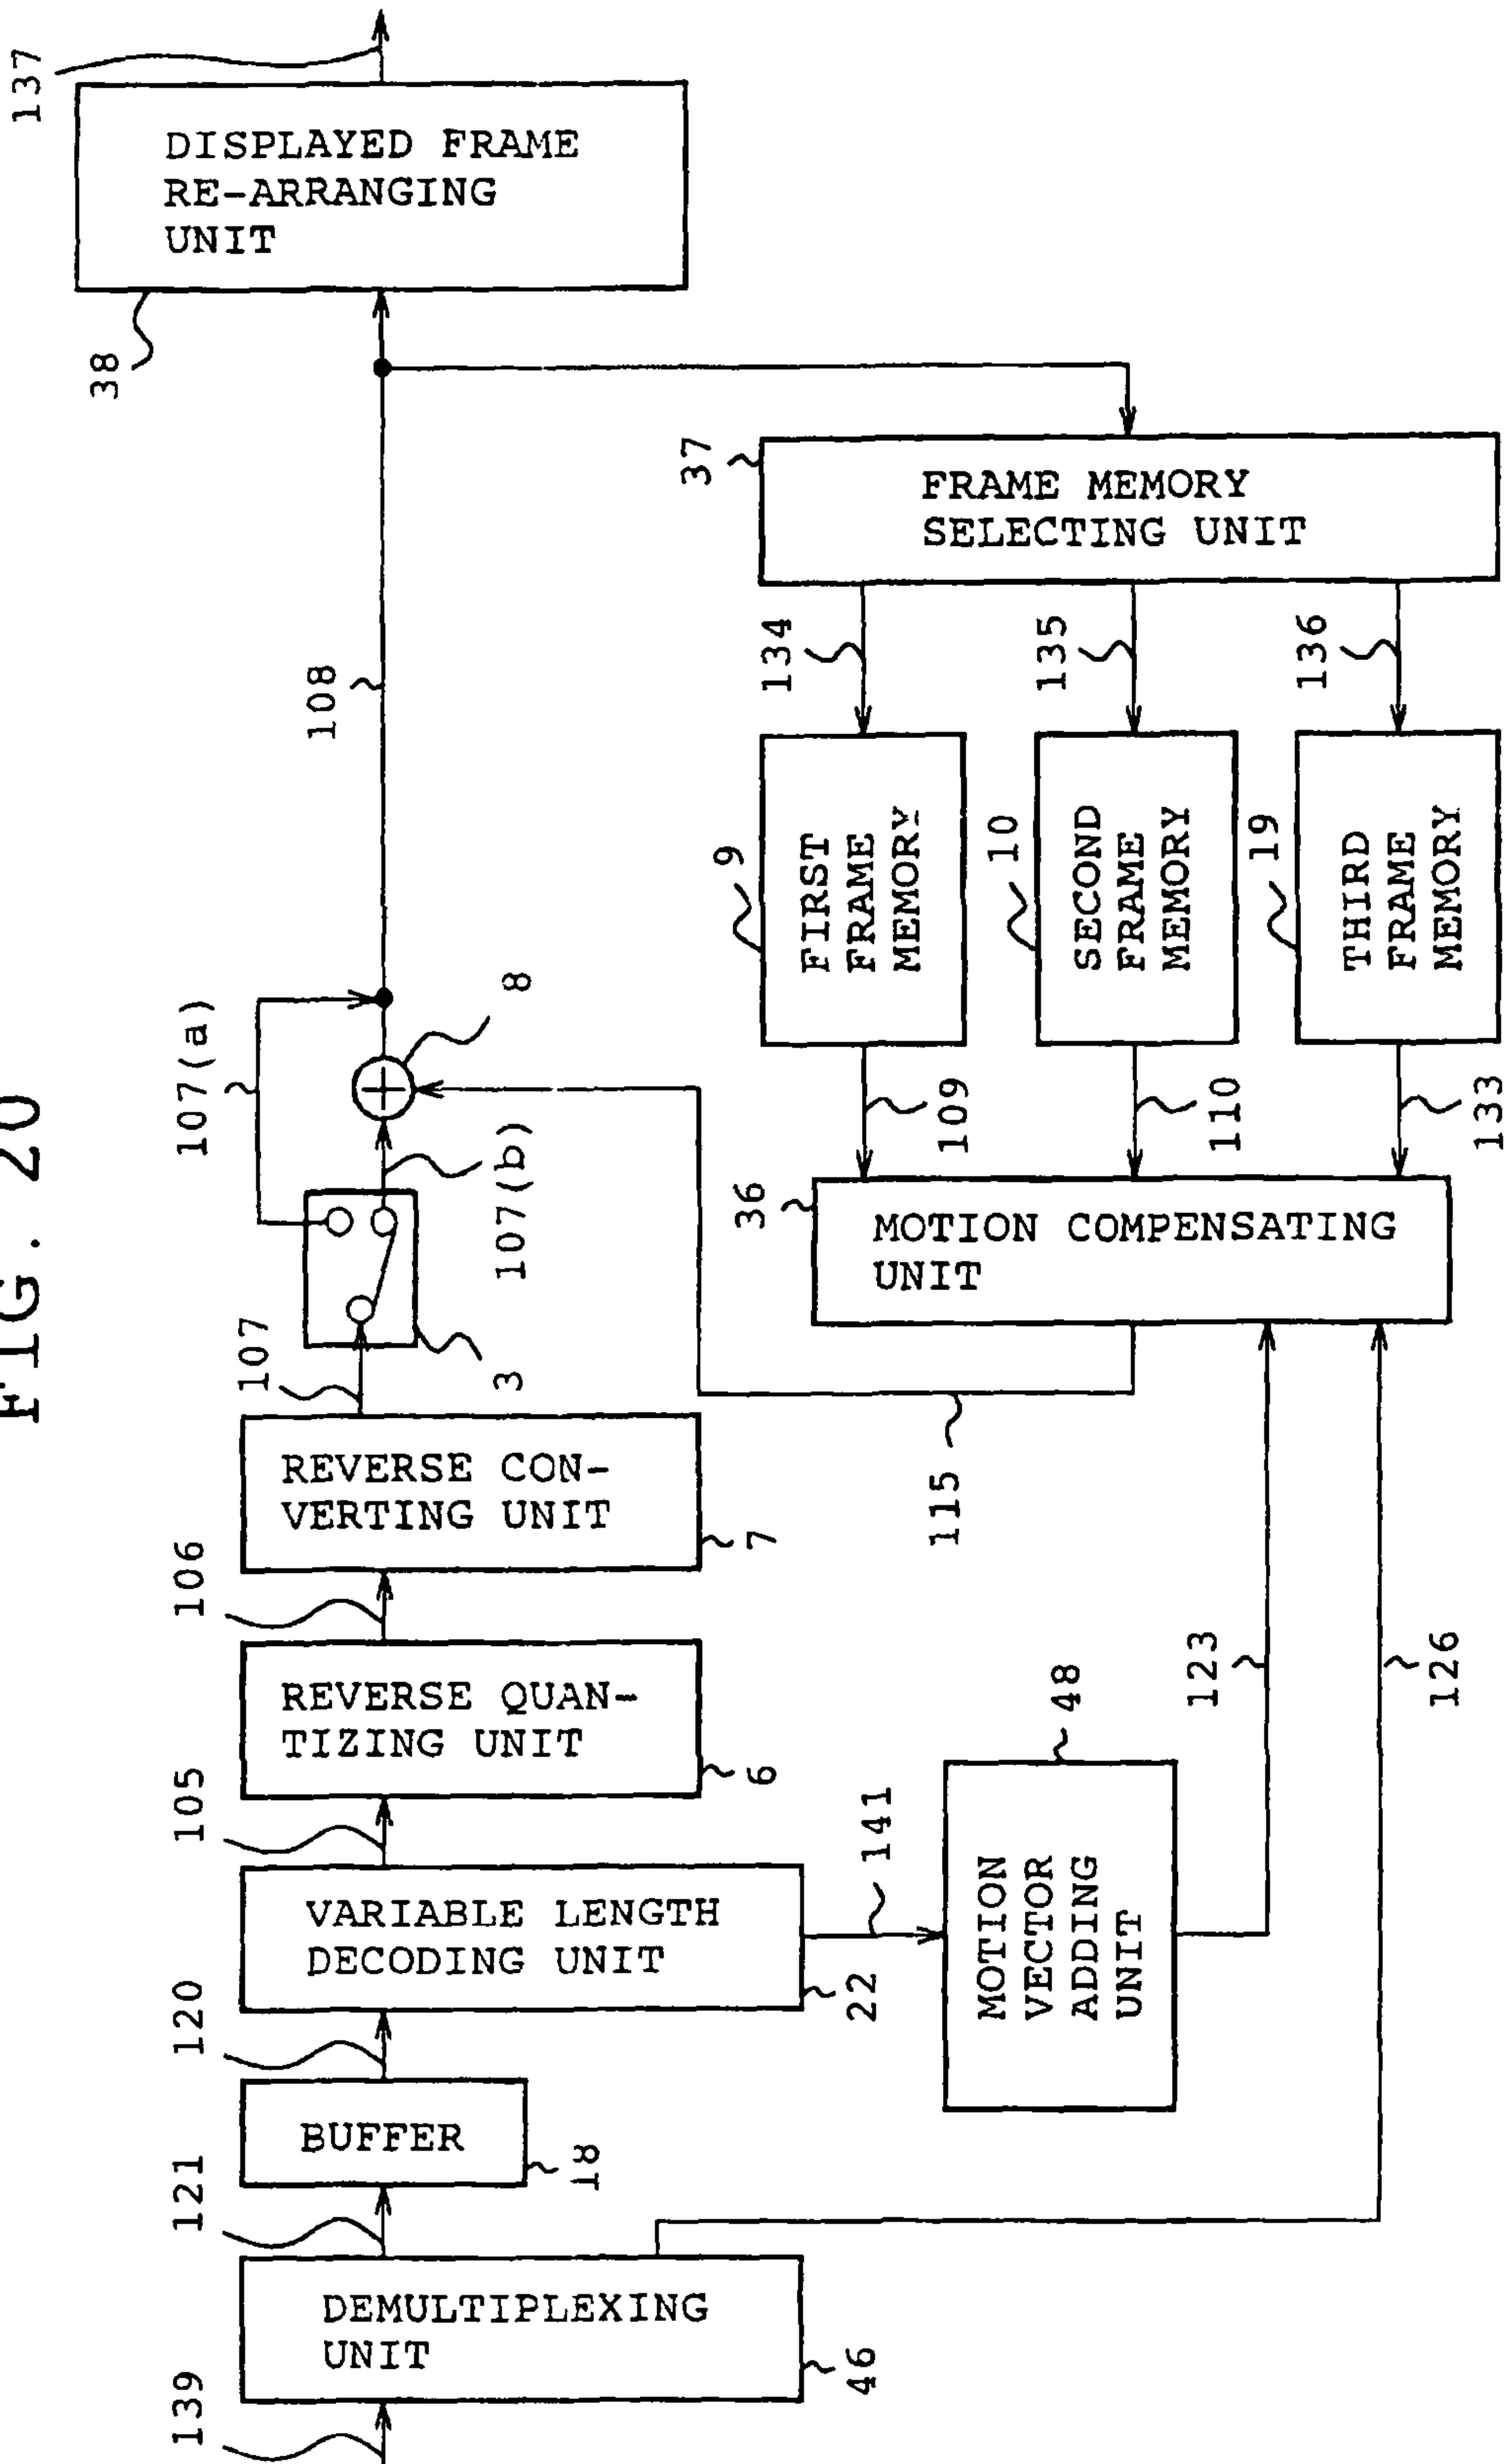 FIG. 20
139
DEMULTIPLEXING
UNIT
46
121
BUFFER
18
120
VARIABLE LENGTH
DECODING UNIT
22
105
REVERSE QUAN-
TIZING UNIT
6
106
REVERSE CON-
VERTING UNIT
7
107
3
107(a)
107(b)
8
108
38
DISPLAYED FRAME
RE-ARRANGING
UNIT
137
141
MOTION
VECTOR
ADDING
UNIT
48
123
126
115
36
MOTION COMPENSATING
UNIT
109
110
133
9
FIRST
FRAME
MEMORY
10
SECOND
FRAME
MEMORY
19
THIRD
FRAME
MEMORY
134
135
136
37
FRAME MEMORY
SELECTING UNIT